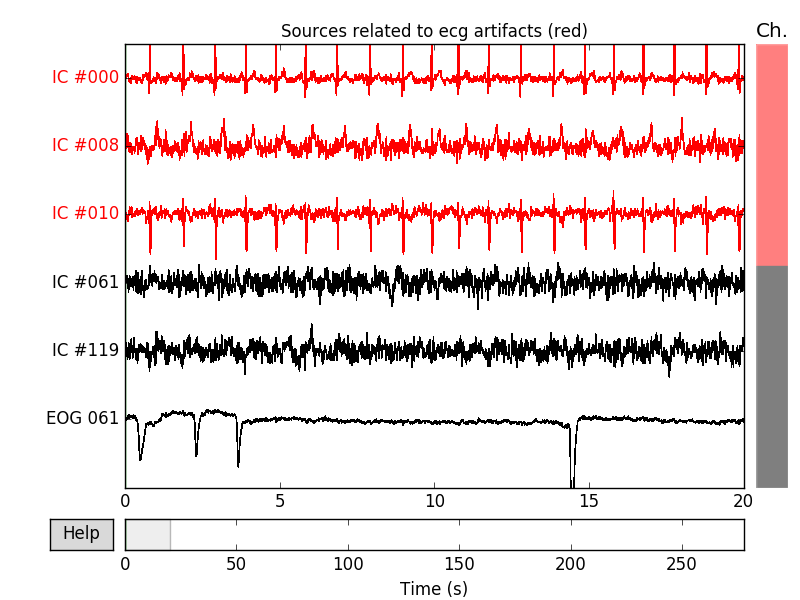 Sources related to ecg artifacts (red)
Ch.
IC #000
IC #008
IC #010
IC #061
IC #119
EOG 061
0 5 10 15 20
Help
0 50 100 150 200 250
Time (s)